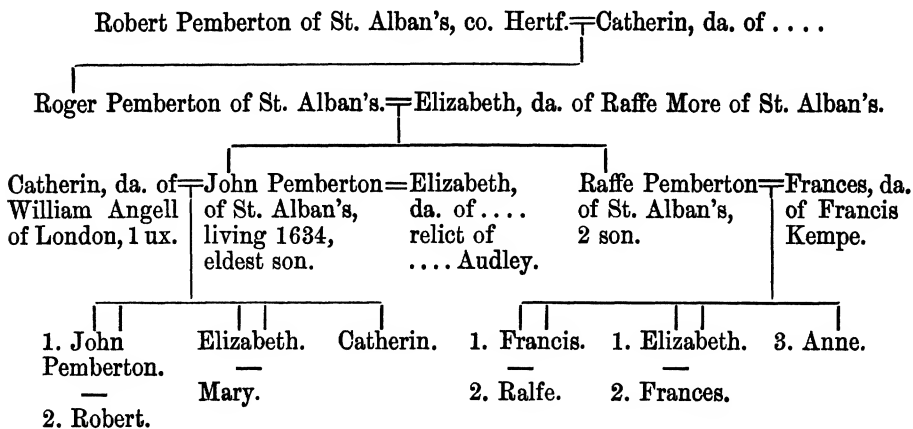 Robert Pemberton of St. Alban's, co. Hertf.=Catherin, da. of ....
Roger Pemberton of St. Alban's.=Elizabeth, da. of Raffe More of St. Alban's.
Catherin, da. of=John Pemberton=Elizabeth,
William Angell of St. Alban's, da. of....
of London, 1 ux. living 1634, relict of
eldest son. .... Audley.
Raffe Pemberton=Frances, da.
of St. Alban's, of Francis
2 son. Kempe.
1. John Elizabeth. Catherin. 1. Francis. 1. Elizabeth. 3. Anne.
Pemberton.
Mary. 2. Ralfe. 2. Frances.
2. Robert.